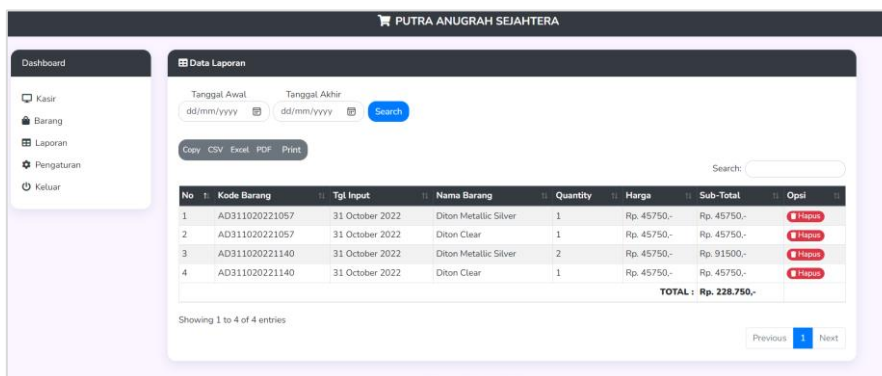 PUTRA ANUGRAH SEJAHTERA
Dashboard
Kasir
Barang
Laporan
Pengaturan
Keluar
Data Laporan
Tanggal Awal Tanggal Akhir
dd/mm/yyyy dd/mm/yyyy Search
Copy CSV Excel PDF Print
Search:
No Kode Barang Tgl Input Nama Barang Quantity Harga Sub-Total Opsi
1 AD311020221057 31 October 2022 Diton Metallic Silver 1 Rp. 45750,- Rp. 45750,- Hapus
2 AD311020221057 31 October 2022 Diton Clear 1 Rp. 45750,- Rp. 45750,- Hapus
3 AD311020221140 31 October 2022 Diton Metallic Silver 2 Rp. 45750,- Rp. 91500,- Hapus
4 AD311020221140 31 October 2022 Diton Clear 1 Rp. 45750,- Rp. 45750,- Hapus
TOTAL : Rp. 228.750,-
Showing 1 to 4 of 4 entries
Previous 1 Next